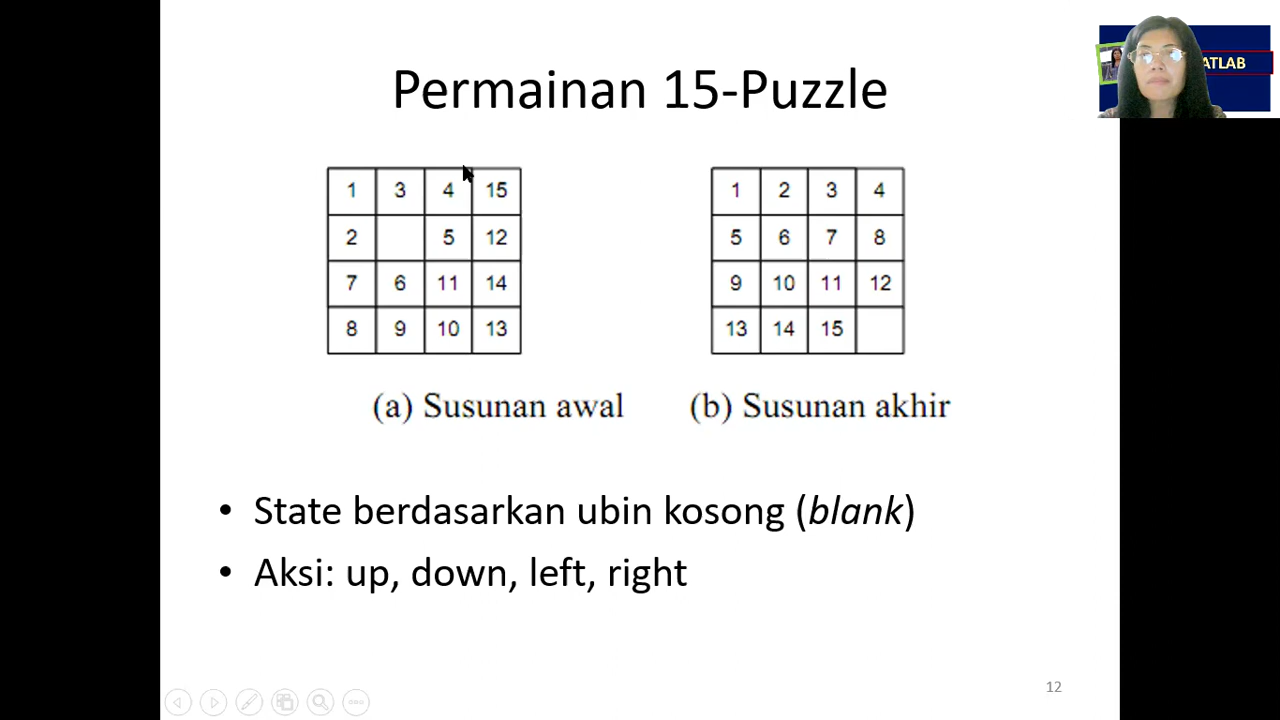 Permainan 15-Puzzle
ATLAB
1 3 4 15
2 5 12
7 6 11 14
8 9 10 13
1 2 3 4
5 6 7 8
9 10 11 12
13 14 15
(a) Susunan awal
(b) Susunan akhir
• State berdasarkan ubin kosong (blank)
• Aksi: up, down, left, right
12